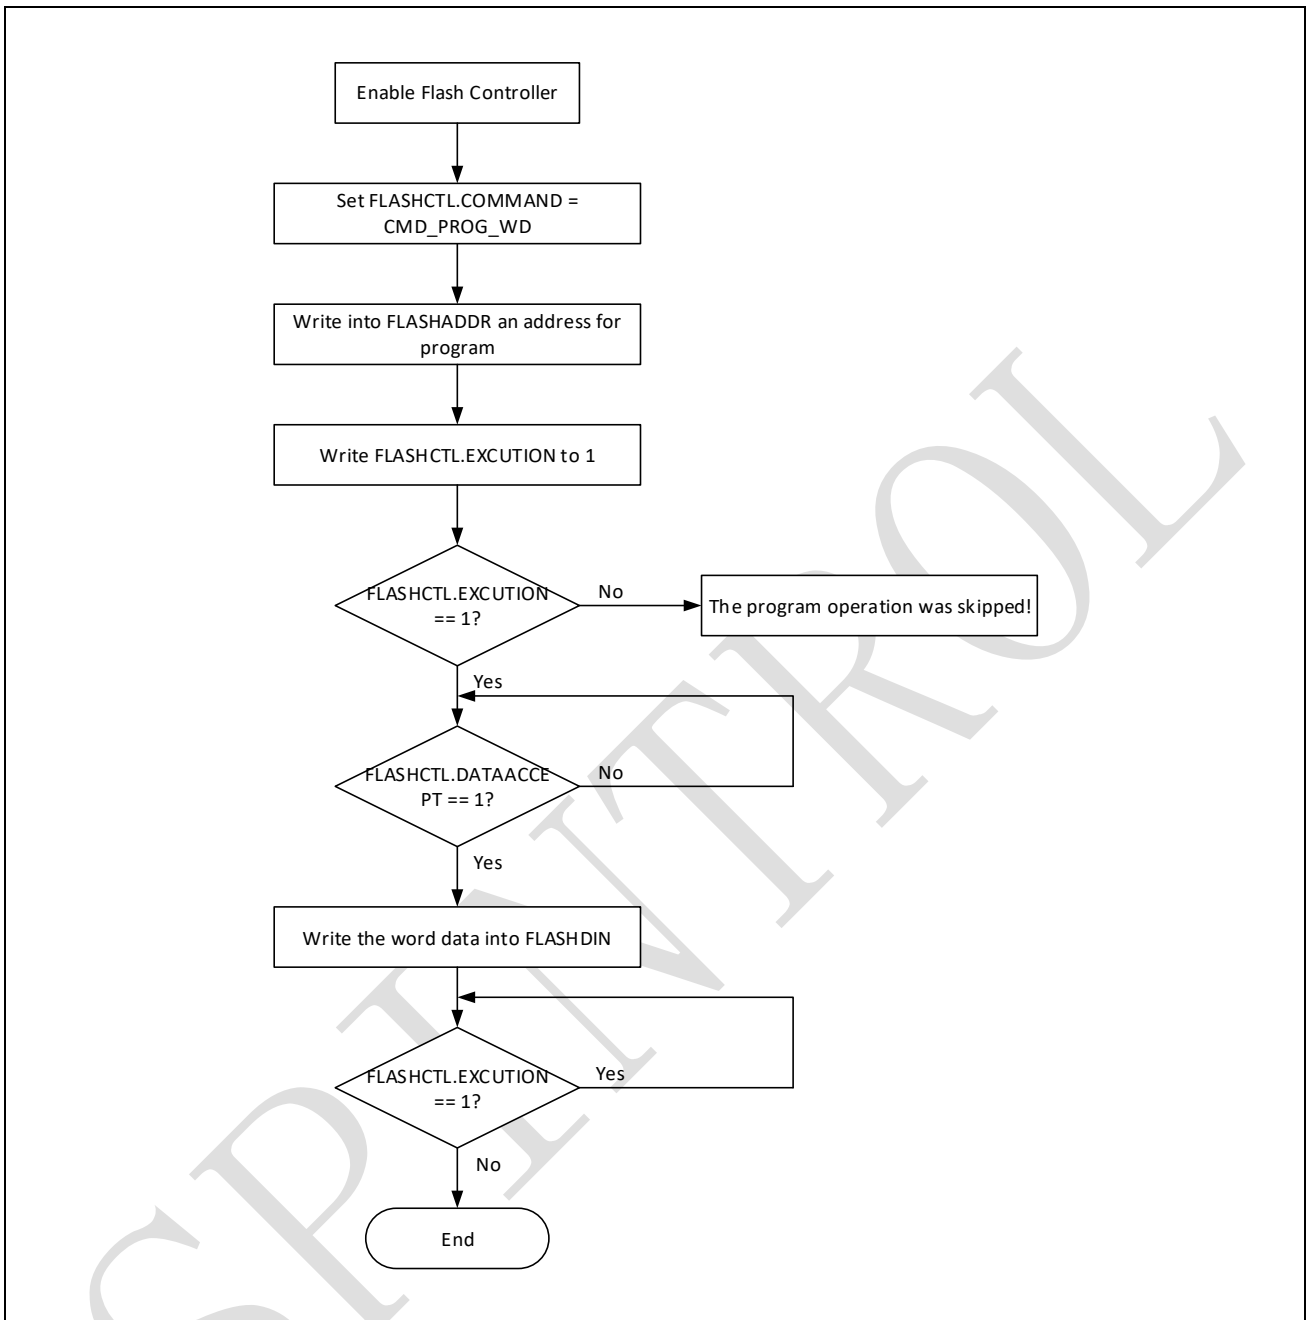 Enable Flash Controller
Set FLASHCTL.COMMAND =
CMD_PROG_WD
Write into FLASHADDR an address for
program
Write FLASHCTL.EXCUTION to 1
FLASHCTL.EXCUTION
== 1?
No
The program operation was skipped!
Yes
FLASHCTL.DATAACCE
PT == 1?
No
Yes
Write the word data into FLASHDIN
FLASHCTL.EXCUTION
== 1?
Yes
No
End
SPINTROL